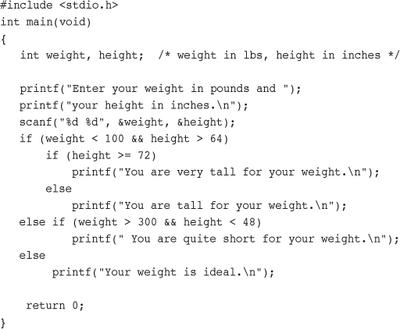 #include <stdio.h>
int main(void)
{
   int weight, height;  /* weight in lbs, height in inches */

   printf("Enter your weight in pounds and ");
   printf("your height in inches.\n");
   scanf("%d %d", &weight, &height);
   if (weight < 100 && height > 64)
       if (height >= 72)
           printf("You are very tall for your weight.\n");
       else
           printf("You are tall for your weight.\n");
   else if (weight > 300 && height < 48)
           printf(" You are quite short for your weight.\n");
   else
        printf("Your weight is ideal.\n");

    return 0;
}